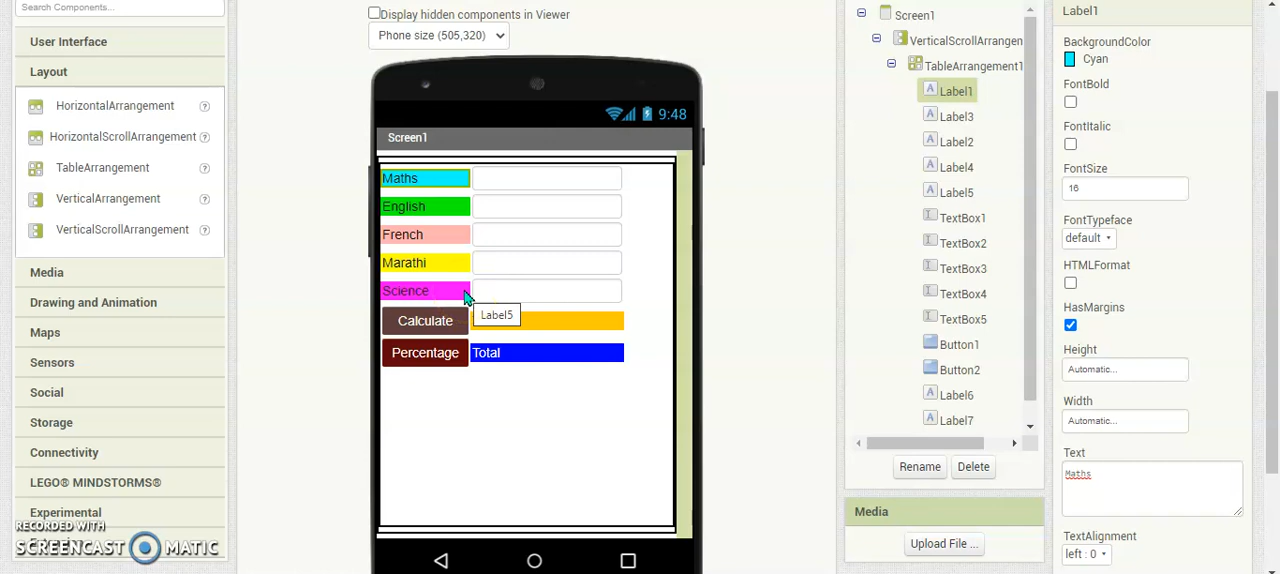 Search Components...
User Interface
Layout
HorizontalArrangement ?
HorizontalScrollArrangement ?
TableArrangement ?
VerticalArrangement ?
VerticalScrollArrangement ?
Media
Drawing and Animation
Maps
Sensors
Social
Storage
Connectivity
LEGO® MINDSTORMS®
Experimental
RECORDED WITH
SCREENCAST MATIC
Display hidden components in Viewer
Phone size (505,320)
9:48
Screen1
Maths
English
French
Marathi
Science
Label5
Calculate
Percentage Total
Screen1
VerticalScrollArrangen
TableArrangement1
A Label1
A Label3
A Label2
A Label4
A Label5
TextBox1
TextBox2
TextBox3
TextBox4
TextBox5
Button1
Button2
A Label6
A Label7
Rename Delete
Media
Upload File ...
Label1
BackgroundColor
Cyan
FontBold
FontItalic
FontSize
16
FontTypeface
default
HTMLFormat
HasMargins
Height
Automatic...
Width
Automatic...
Text
Maths
TextAlignment
left : 0